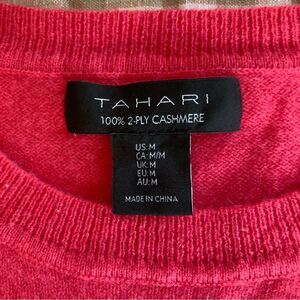 TAHARI
100% 2-PLY CASHMERE
US:M
CA:M/M
UK:M
EU:M
AU:M
MADE IN CHINA